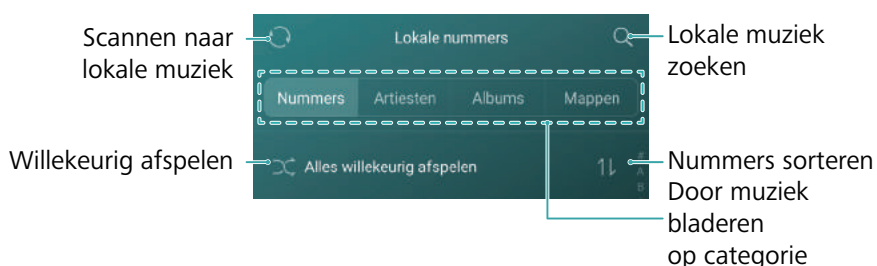 Scannen naar
lokale muziek
Lokale nummers
Lokale muziek
zoeken
Nummers
Artiesten
Albums
Mappen
Willekeurig afspelen
Alles willekeurig afspelen
#
A
B
Nummers sorteren
Door muziek
bladeren
op categorie